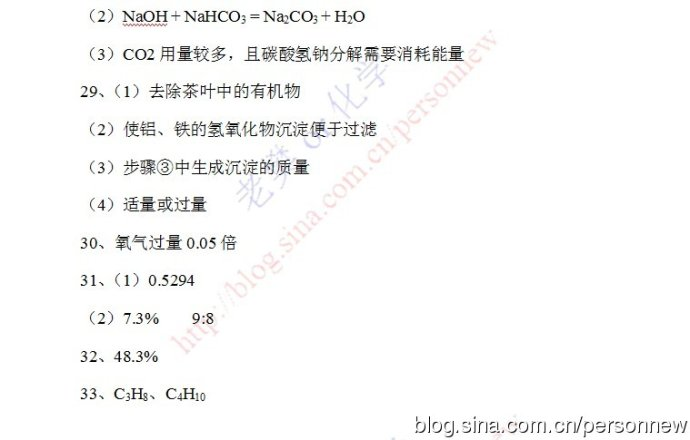 （2）NaOH + NaHCO₃ = Na₂CO₃ + H₂O
（3）CO2 用量较多，且碳酸氢钠分解需要消耗能量
29、（1）去除茶叶中的有机物
（2）使铝、铁的氢氧化物沉淀便于过滤
（3）步骤③中生成沉淀的质量
（4）适量或过量
30、氧气过量 0.05 倍
31、（1）0.5294
（2）7.3%　　9:8
32、48.3%
33、C₃H₈、C₄H₁₀
老樊 or 化学
http://blog.sina.com.cn/personnew
blog.sina.com.cn/personnew